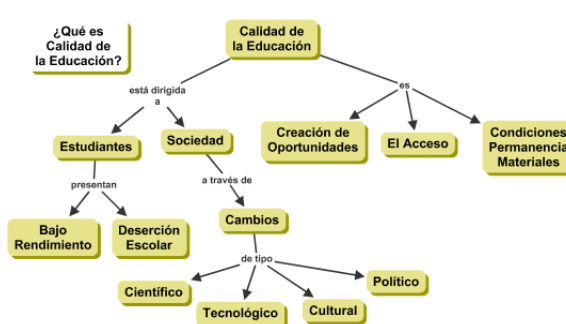 ¿Qué es
Calidad de
la Educación?
Calidad de
la Educación
está dirigida
a
es
Estudiantes
Sociedad
Creación de
Oportunidades
El Acceso
Condiciones
Permanencia
Materiales
presentan
a través de
Bajo
Rendimiento
Deserción
Escolar
Cambios
de tipo
Científico
Tecnológico
Cultural
Político